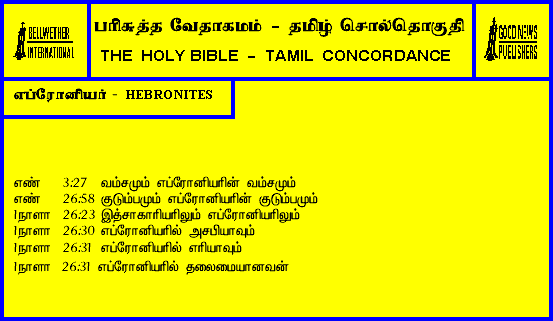 BELLWETHER
INTERNATIONAL
பரிசுத்த வேதாகமம் - தமிழ் சொல்தொகுதி
THE HOLY BIBLE - TAMIL CONCORDANCE
GOOD NEWS
PUBLISHERS
எப்ரோனியர் - HEBRONITES
எண் 3:27 வம்சமும் எப்ரோனியரின் வம்சமும்
எண் 26:58 குடும்பமும் எப்ரோனியரின் குடும்பமும்
1நாளா 26:23 இத்சாகாரியரிலும் எப்ரோனியரிலும்
1நாளா 26:30 எப்ரோனியரில் அசபியாவும்
1நாளா 26:31 எப்ரோனியரில் எரியாவும்
1நாளா 26:31 எப்ரோனியரில் தலைமையானவன்